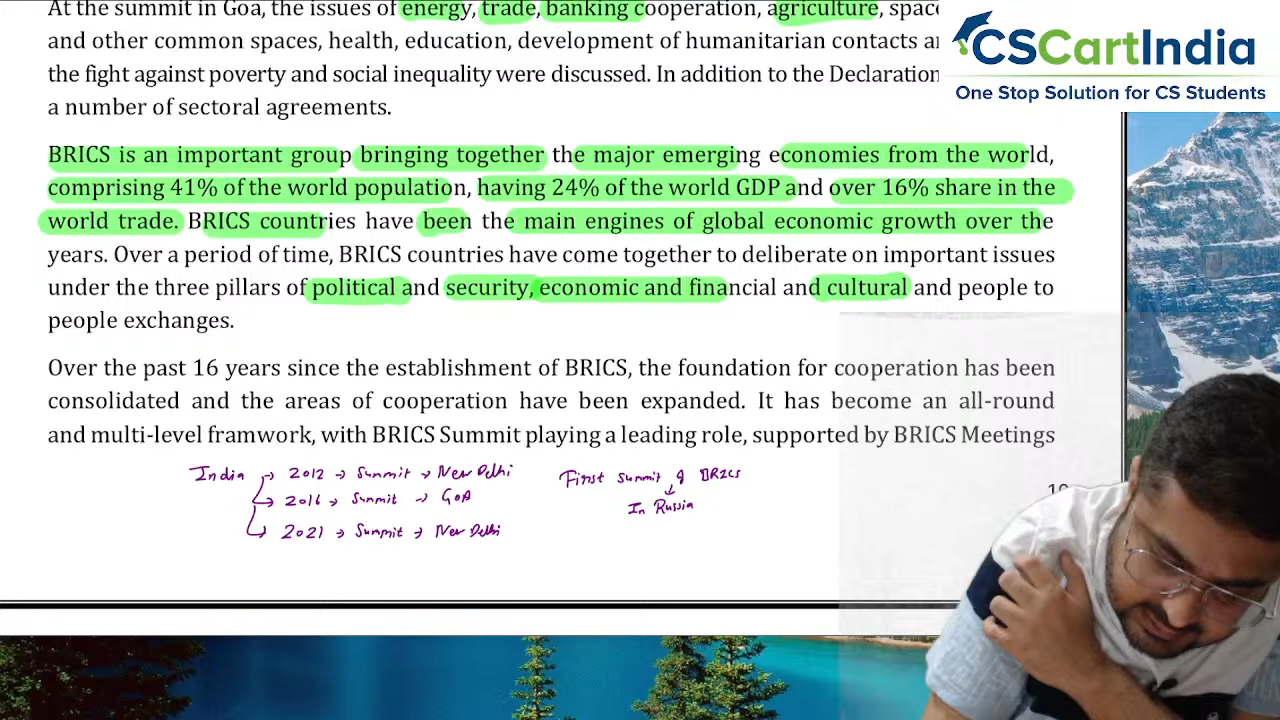 At the summit in Goa, the issues of energy, trade, banking cooperation, agriculture, space
and other common spaces, health, education, development of humanitarian contacts
the fight against poverty and social inequality were discussed. In addition to the Declaration
a number of sectoral agreements.
CSCartIndia
One Stop Solution for CS Students
BRICS is an important group bringing together the major emerging economies from the world,
comprising 41% of the world population, having 24% of the world GDP and over 16% share in the
world trade. BRICS countries have been the main engines of global economic growth over the
years. Over a period of time, BRICS countries have come together to deliberate on important issues
under the three pillars of political and security, economic and financial and cultural and people to
people exchanges.
Over the past 16 years since the establishment of BRICS, the foundation for cooperation has been
consolidated and the areas of cooperation have been expanded. It has become an all-round
and multi-level framwork, with BRICS Summit playing a leading role, supported by BRICS Meetings
India → 2012 → Summit → New Delhi
→ 2016 → Summit → GOA
→ 2021 → Summit → New Delhi
First Summit of BRICS
↓
In Russia